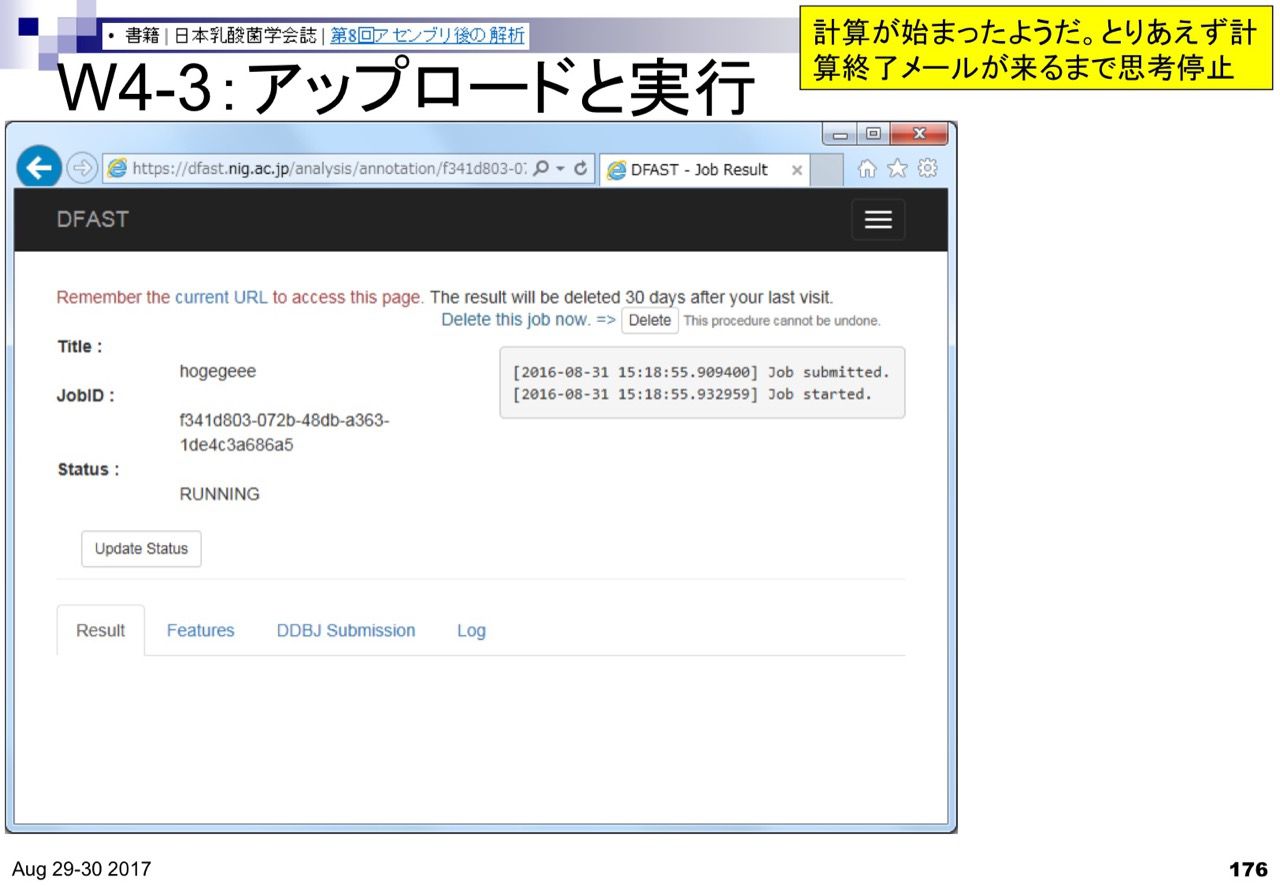 • 書籍 | 日本乳酸菌学会誌 | 第8回アセンブリ後の解析
計算が始まったようだ。とりあえず計
算終了メールが来るまで思考停止
W4-3：アップロードと実行
https://dfast.nig.ac.jp/analysis/annotation/f341d803-07
DFAST - Job Result
DFAST
Remember the current URL to access this page. The result will be deleted 30 days after your last visit.
Delete this job now. => Delete This procedure cannot be undone.
Title :
hogegeee
JobID :
f341d803-072b-48db-a363-
1de4c3a686a5
Status :
RUNNING
[2016-08-31 15:18:55.909400] Job submitted.
[2016-08-31 15:18:55.932959] Job started.
Update Status
Result Features DDBJ Submission Log
Aug 29-30 2017
176